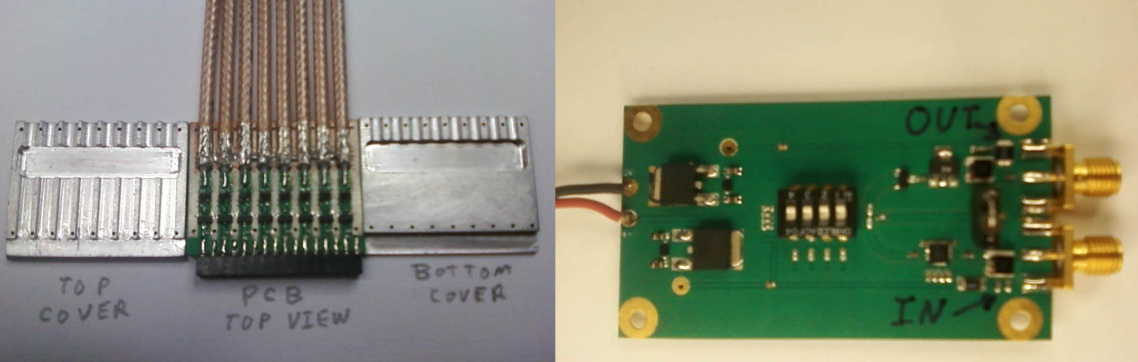 TOP
COVER
PCB
TOP VIEW
BOTTOM
COVER
OUT
IN